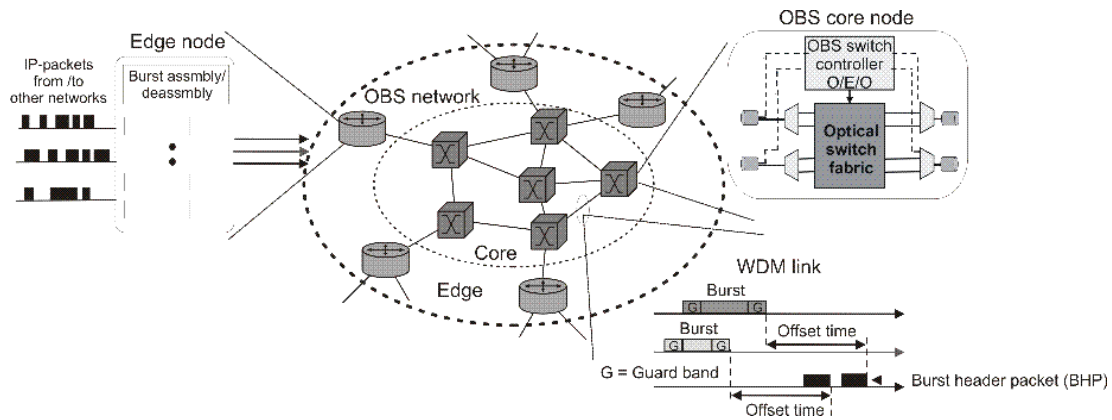 Edge node
IP-packets
from /to
other networks
Burst assmbly/
deassmbly
OBS network
Core
Edge
OBS core node
OBS switch
controller
O/E/O
Optical
switch
fabric
WDM link
Burst
G
G
Offset time
Burst
G
G
G = Guard band
Burst header packet (BHP)
Offset time